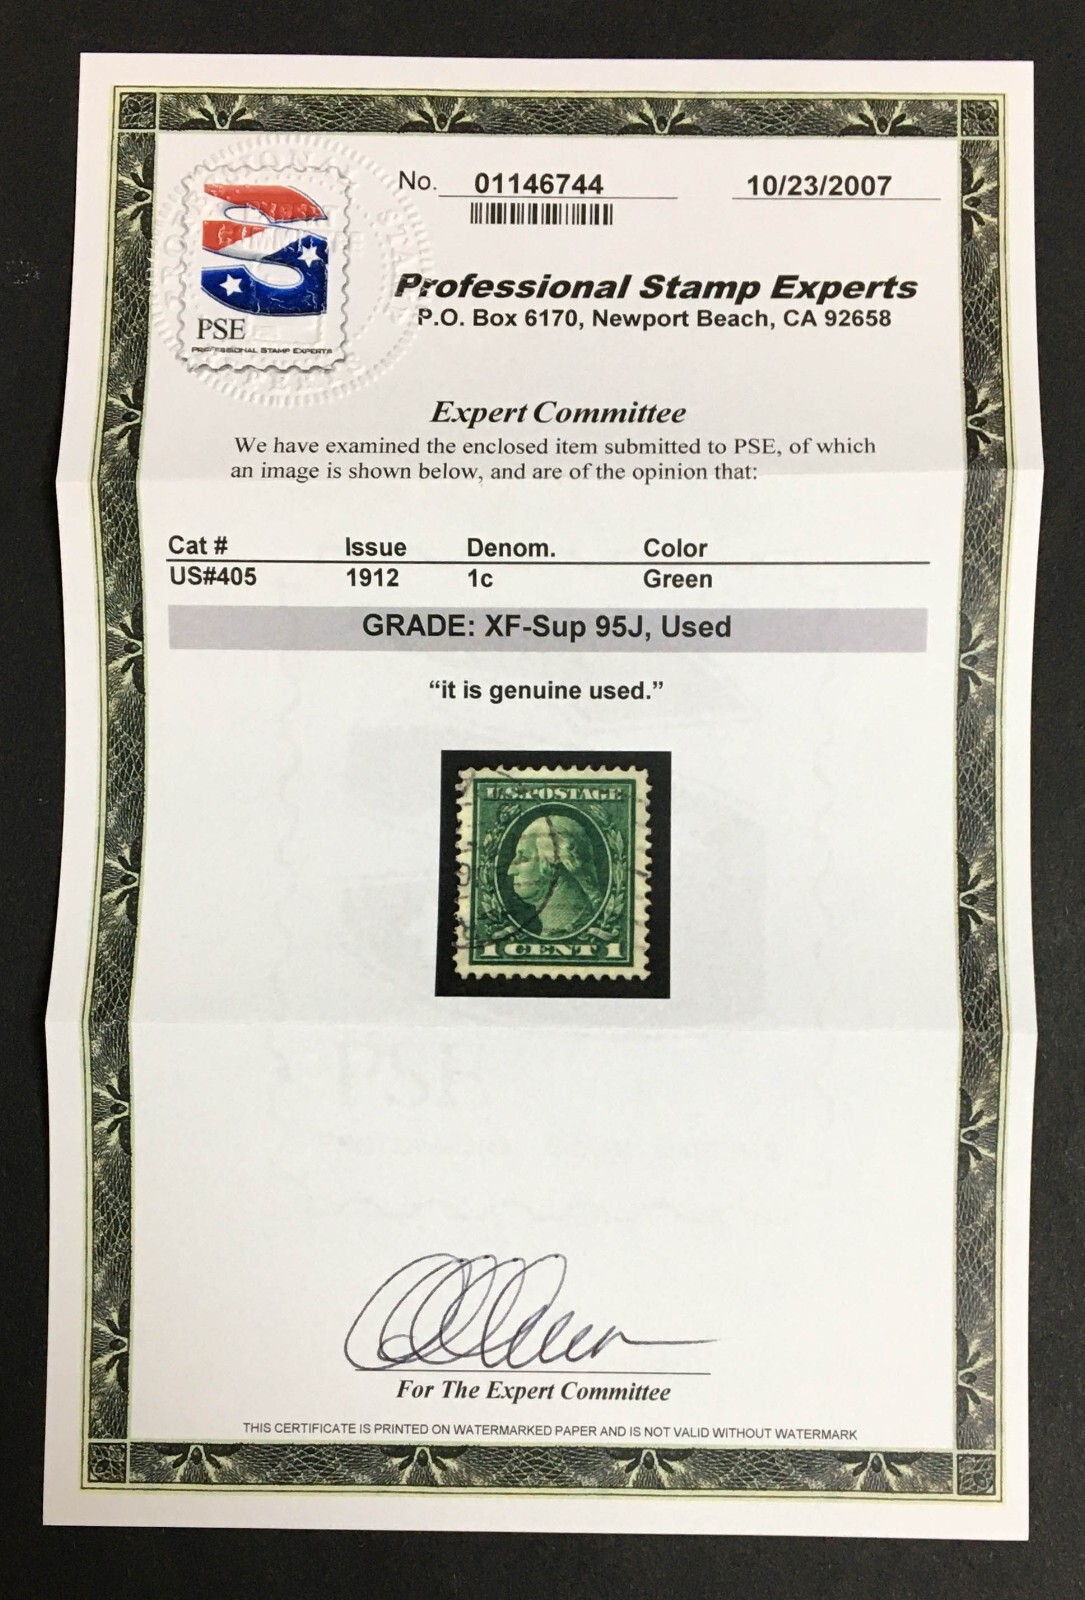 No. 01146744
10/23/2007
PSE
PROFESSIONAL STAMP EXPERTS
Professional Stamp Experts
P.O. Box 6170, Newport Beach, CA 92658
Expert Committee
We have examined the enclosed item submitted to PSE, of which
an image is shown below, and are of the opinion that:
Cat # Issue Denom. Color
US#405 1912 1c Green
GRADE: XF-Sup 95J, Used
“it is genuine used.”
U.S. POSTAGE
1 CENT 1
For The Expert Committee
THIS CERTIFICATE IS PRINTED ON WATERMARKED PAPER AND IS NOT VALID WITHOUT WATERMARK